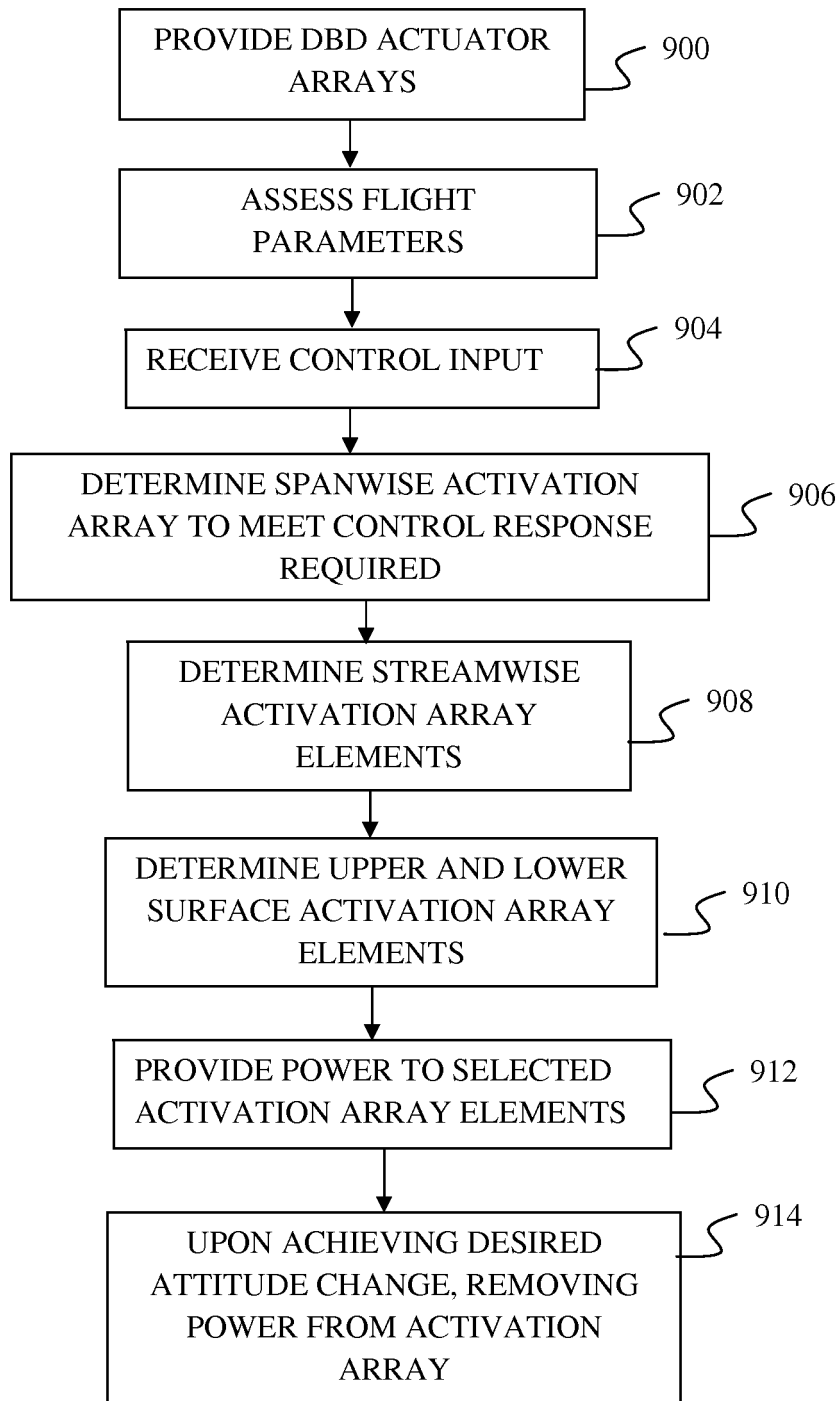 PROVIDE DBD ACTUATOR
ARRAYS
900
ASSESS FLIGHT
PARAMETERS
902
RECEIVE CONTROL INPUT
904
DETERMINE SPANWISE ACTIVATION
ARRAY TO MEET CONTROL RESPONSE
REQUIRED
906
DETERMINE STREAMWISE
ACTIVATION ARRAY
ELEMENTS
908
DETERMINE UPPER AND LOWER
SURFACE ACTIVATION ARRAY
ELEMENTS
910
PROVIDE POWER TO SELECTED
ACTIVATION ARRAY ELEMENTS
912
UPON ACHIEVING DESIRED
ATTITUDE CHANGE, REMOVING
POWER FROM ACTIVATION
ARRAY
914